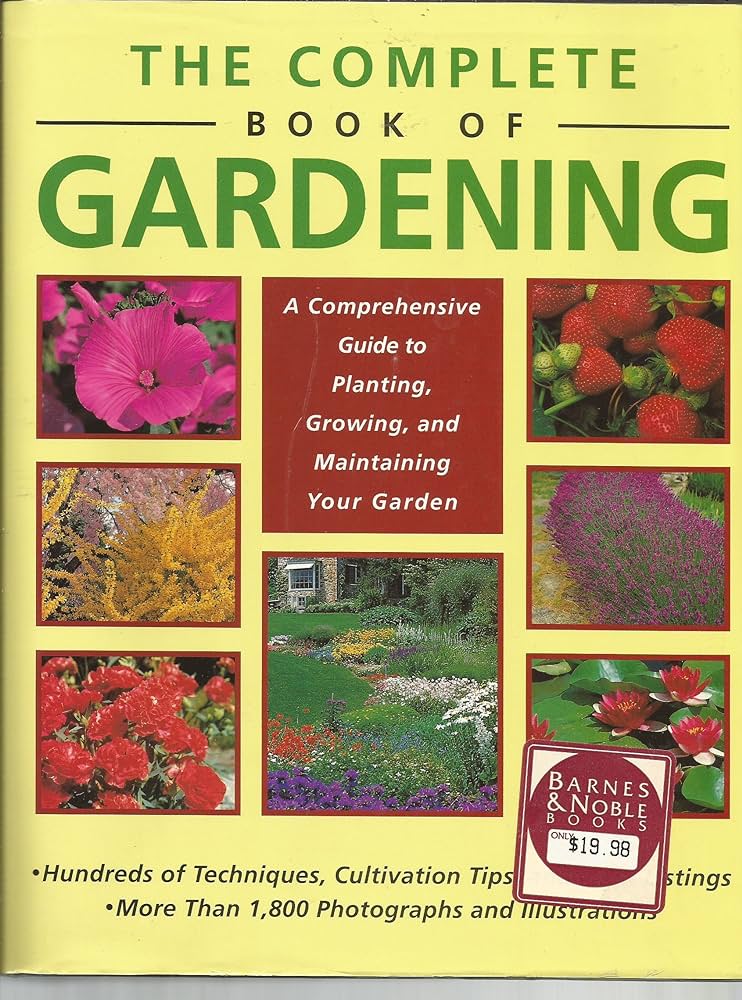 THE COMPLETE
BOOK OF
GARDENING
A Comprehensive
Guide to
Planting,
Growing, and
Maintaining
Your Garden
BARNES
& NOBLE
BOOKS
ONLY
$19.98
•Hundreds of Techniques, Cultivation Tips stings
•More Than 1,800 Photographs and Illustrations